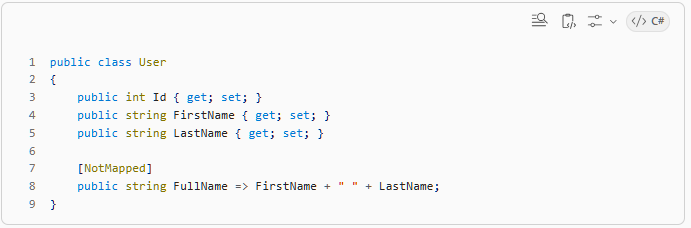 </> C#
1 public class User
2 {
3     public int Id { get; set; }
4     public string FirstName { get; set; }
5     public string LastName { get; set; }
6
7     [NotMapped]
8     public string FullName => FirstName + " " + LastName;
9 }